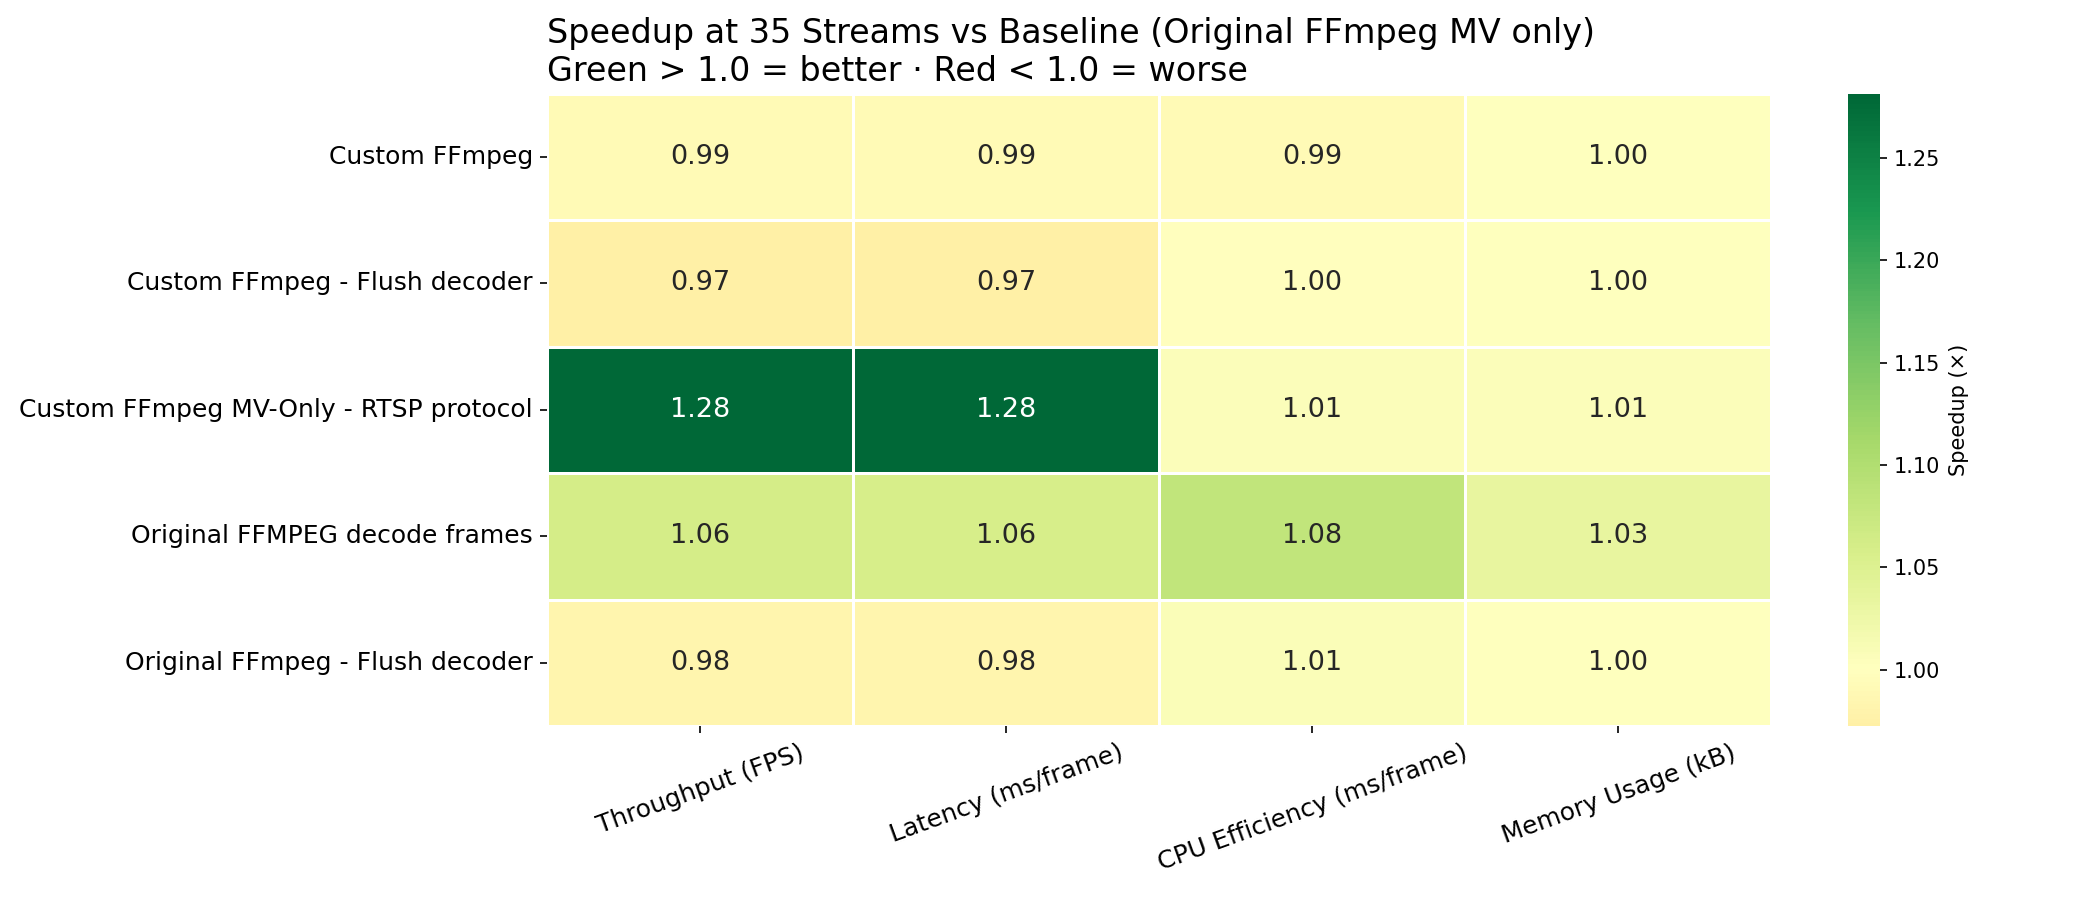 Speedup at 35 Streams vs Baseline (Original FFmpeg MV only)
Green > 1.0 = better · Red < 1.0 = worse
Custom FFmpeg 0.99 0.99 0.99 1.00
Custom FFmpeg - Flush decoder 0.97 0.97 1.00 1.00
Custom FFmpeg MV-Only - RTSP protocol 1.28 1.28 1.01 1.01
Original FFMPEG decode frames 1.06 1.06 1.08 1.03
Original FFmpeg - Flush decoder 0.98 0.98 1.01 1.00
Throughput (FPS)
Latency (ms/frame)
CPU Efficiency (ms/frame)
Memory Usage (kB)
1.25
1.20
1.15
1.10
1.05
1.00
Speedup (×)